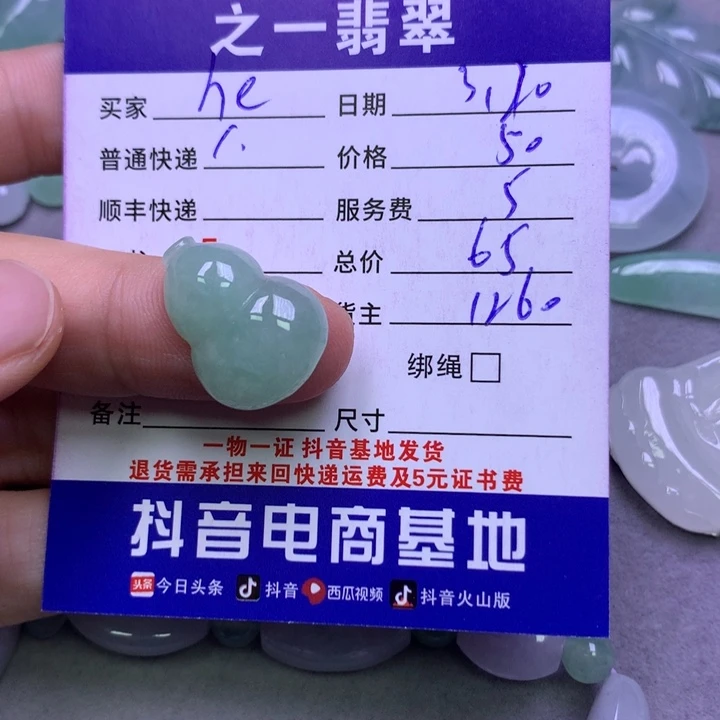 之一翡翠
买家 he 日期 3.10
普通快递 价格 50
顺丰快递 服务费 5
总价 65
货主 1260
绑绳
备注 尺寸
一物一证 抖音基地发货
退货需承担来回快递运费及5元证书费
抖音电商基地
头条 今日头条 抖音 西瓜视频 抖音火山版